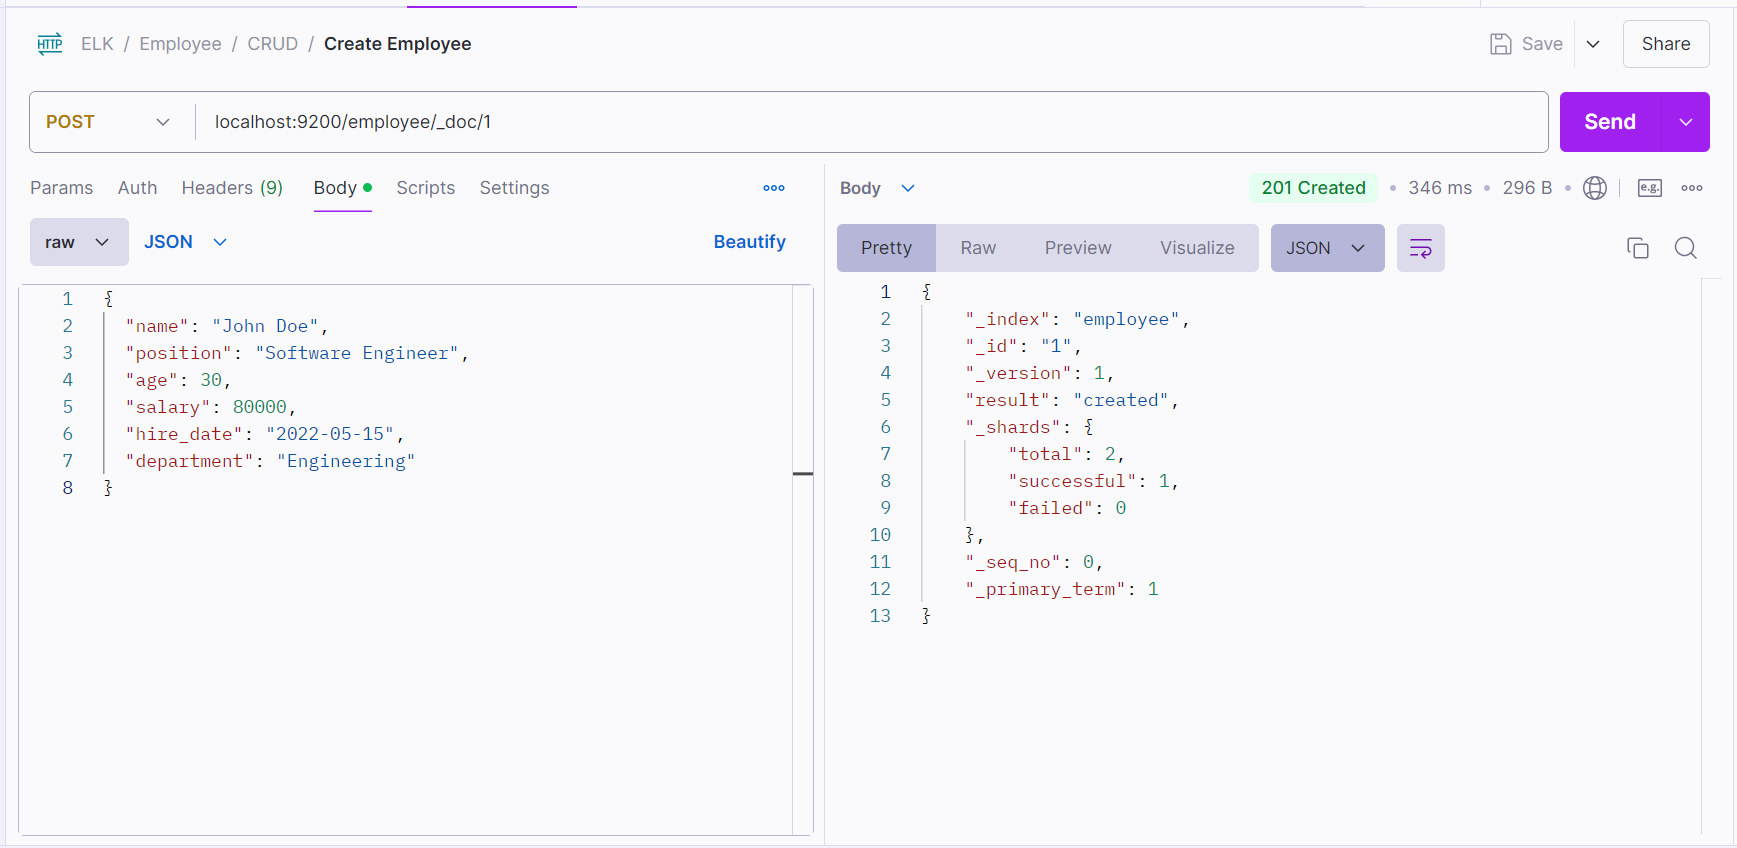 HTTP ELK / Employee / CRUD / Create Employee Save Share
POST localhost:9200/employee/_doc/1 Send
Params Auth Headers (9) Body Scripts Settings
raw JSON Beautify
1 {
2 "name": "John Doe",
3 "position": "Software Engineer",
4 "age": 30,
5 "salary": 80000,
6 "hire_date": "2022-05-15",
7 "department": "Engineering"
8 }
Body 201 Created • 346 ms • 296 B • e.g.
Pretty Raw Preview Visualize JSON
1 {
2 "_index": "employee",
3 "_id": "1",
4 "_version": 1,
5 "result": "created",
6 "_shards": {
7 "total": 2,
8 "successful": 1,
9 "failed": 0
10 },
11 "_seq_no": 0,
12 "_primary_term": 1
13 }